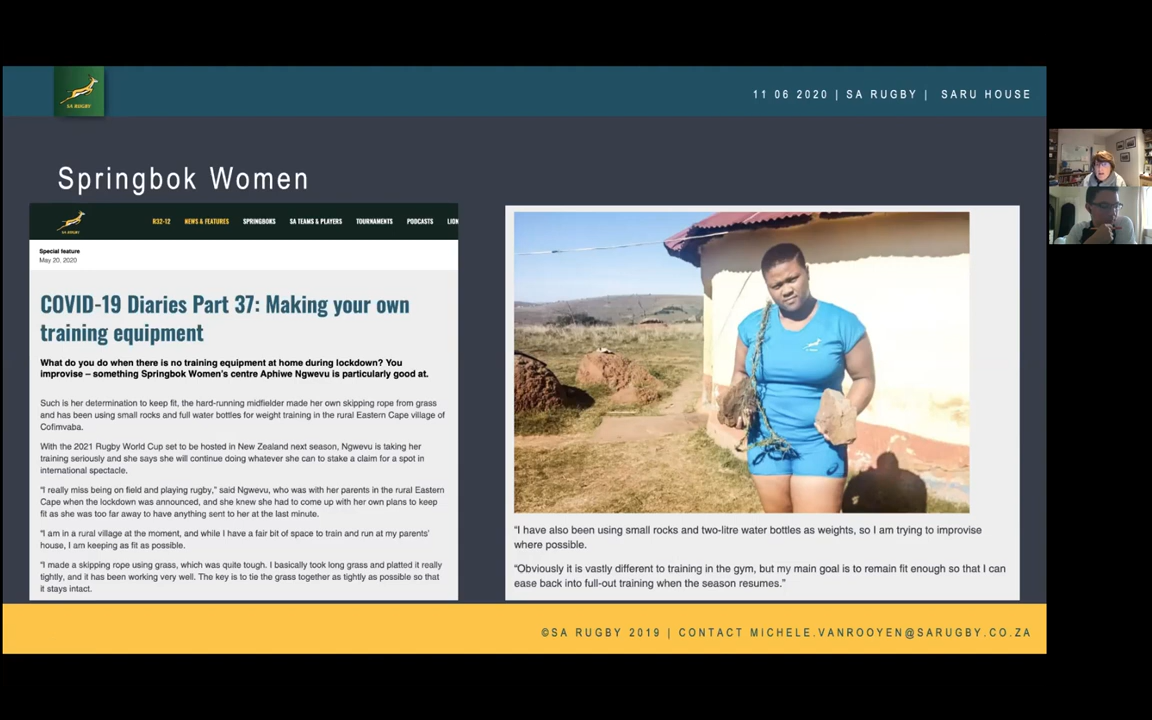 SA RUGBY
11 06 2020 | SA RUGBY | SARU HOUSE
Springbok Women
R32-12 NEWS & FEATURES SPRINGBOKS SA TEAMS & PLAYERS TOURNAMENTS PODCASTS LION
Special feature
May 20, 2020
COVID-19 Diaries Part 37: Making your own
training equipment
What do you do when there is no training equipment at home during lockdown? You
improvise – something Springbok Women's centre Aphiwe Ngwevu is particularly good at.
Such is her determination to keep fit, the hard-running midfielder made her own skipping rope from grass
and has been using small rocks and full water bottles for weight training in the rural Eastern Cape village of
Cofimvaba.
With the 2021 Rugby World Cup set to be hosted in New Zealand next season, Ngwevu is taking her
training seriously and she says she will continue doing whatever she can to stake a claim for a spot in
international spectacle.
“I really miss being on field and playing rugby,” said Ngwevu, who was with her parents in the rural Eastern
Cape when the lockdown was announced, and she knew she had to come up with her own plans to keep
fit as she was too far away to have anything sent to her at the last minute.
“I am in a rural village at the moment, and while I have a fair bit of space to train and run at my parents’
house, I am keeping as fit as possible.
“I made a skipping rope using grass, which was quite tough. I basically took long grass and platted it really
tightly, and it has been working very well. The key is to tie the grass together as tightly as possible so that
it stays intact.
“I have also been using small rocks and two-litre water bottles as weights, so I am trying to improvise
where possible.
“Obviously it is vastly different to training in the gym, but my main goal is to remain fit enough so that I can
ease back into full-out training when the season resumes.”
©SA RUGBY 2019 | CONTACT MICHELE.VANROOYEN@SARUGBY.CO.ZA